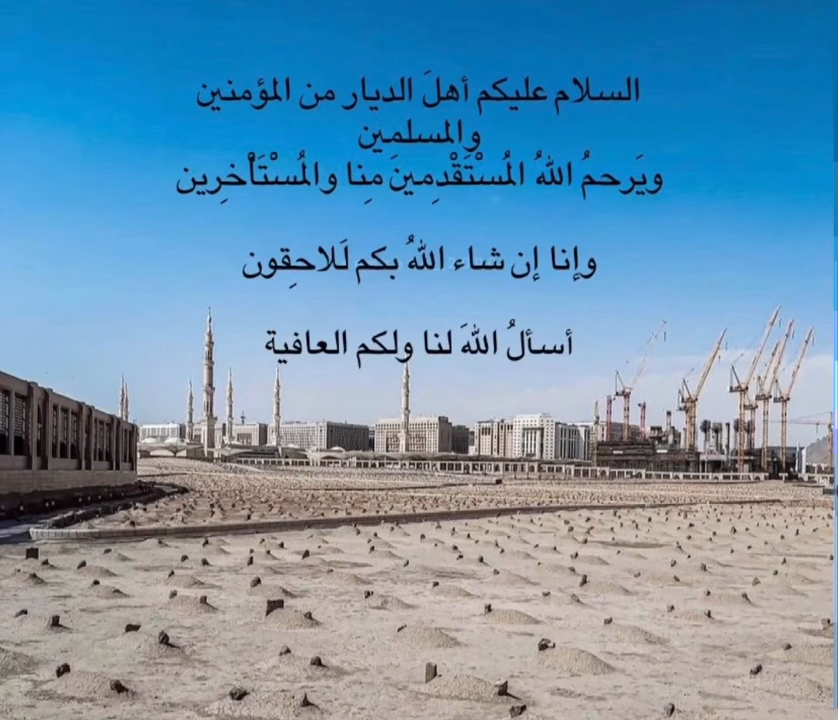 السلام عليكم أهلَ الديار من المؤمنين
والمسلمين
ويَرحمُ اللهُ المُسْتَقْدِمينَ مِنا والمُسْتَأْخِرين
وإنا إن شاء اللهُ بكم لَلاحِقون
أسألُ اللهَ لنا ولكم العافية